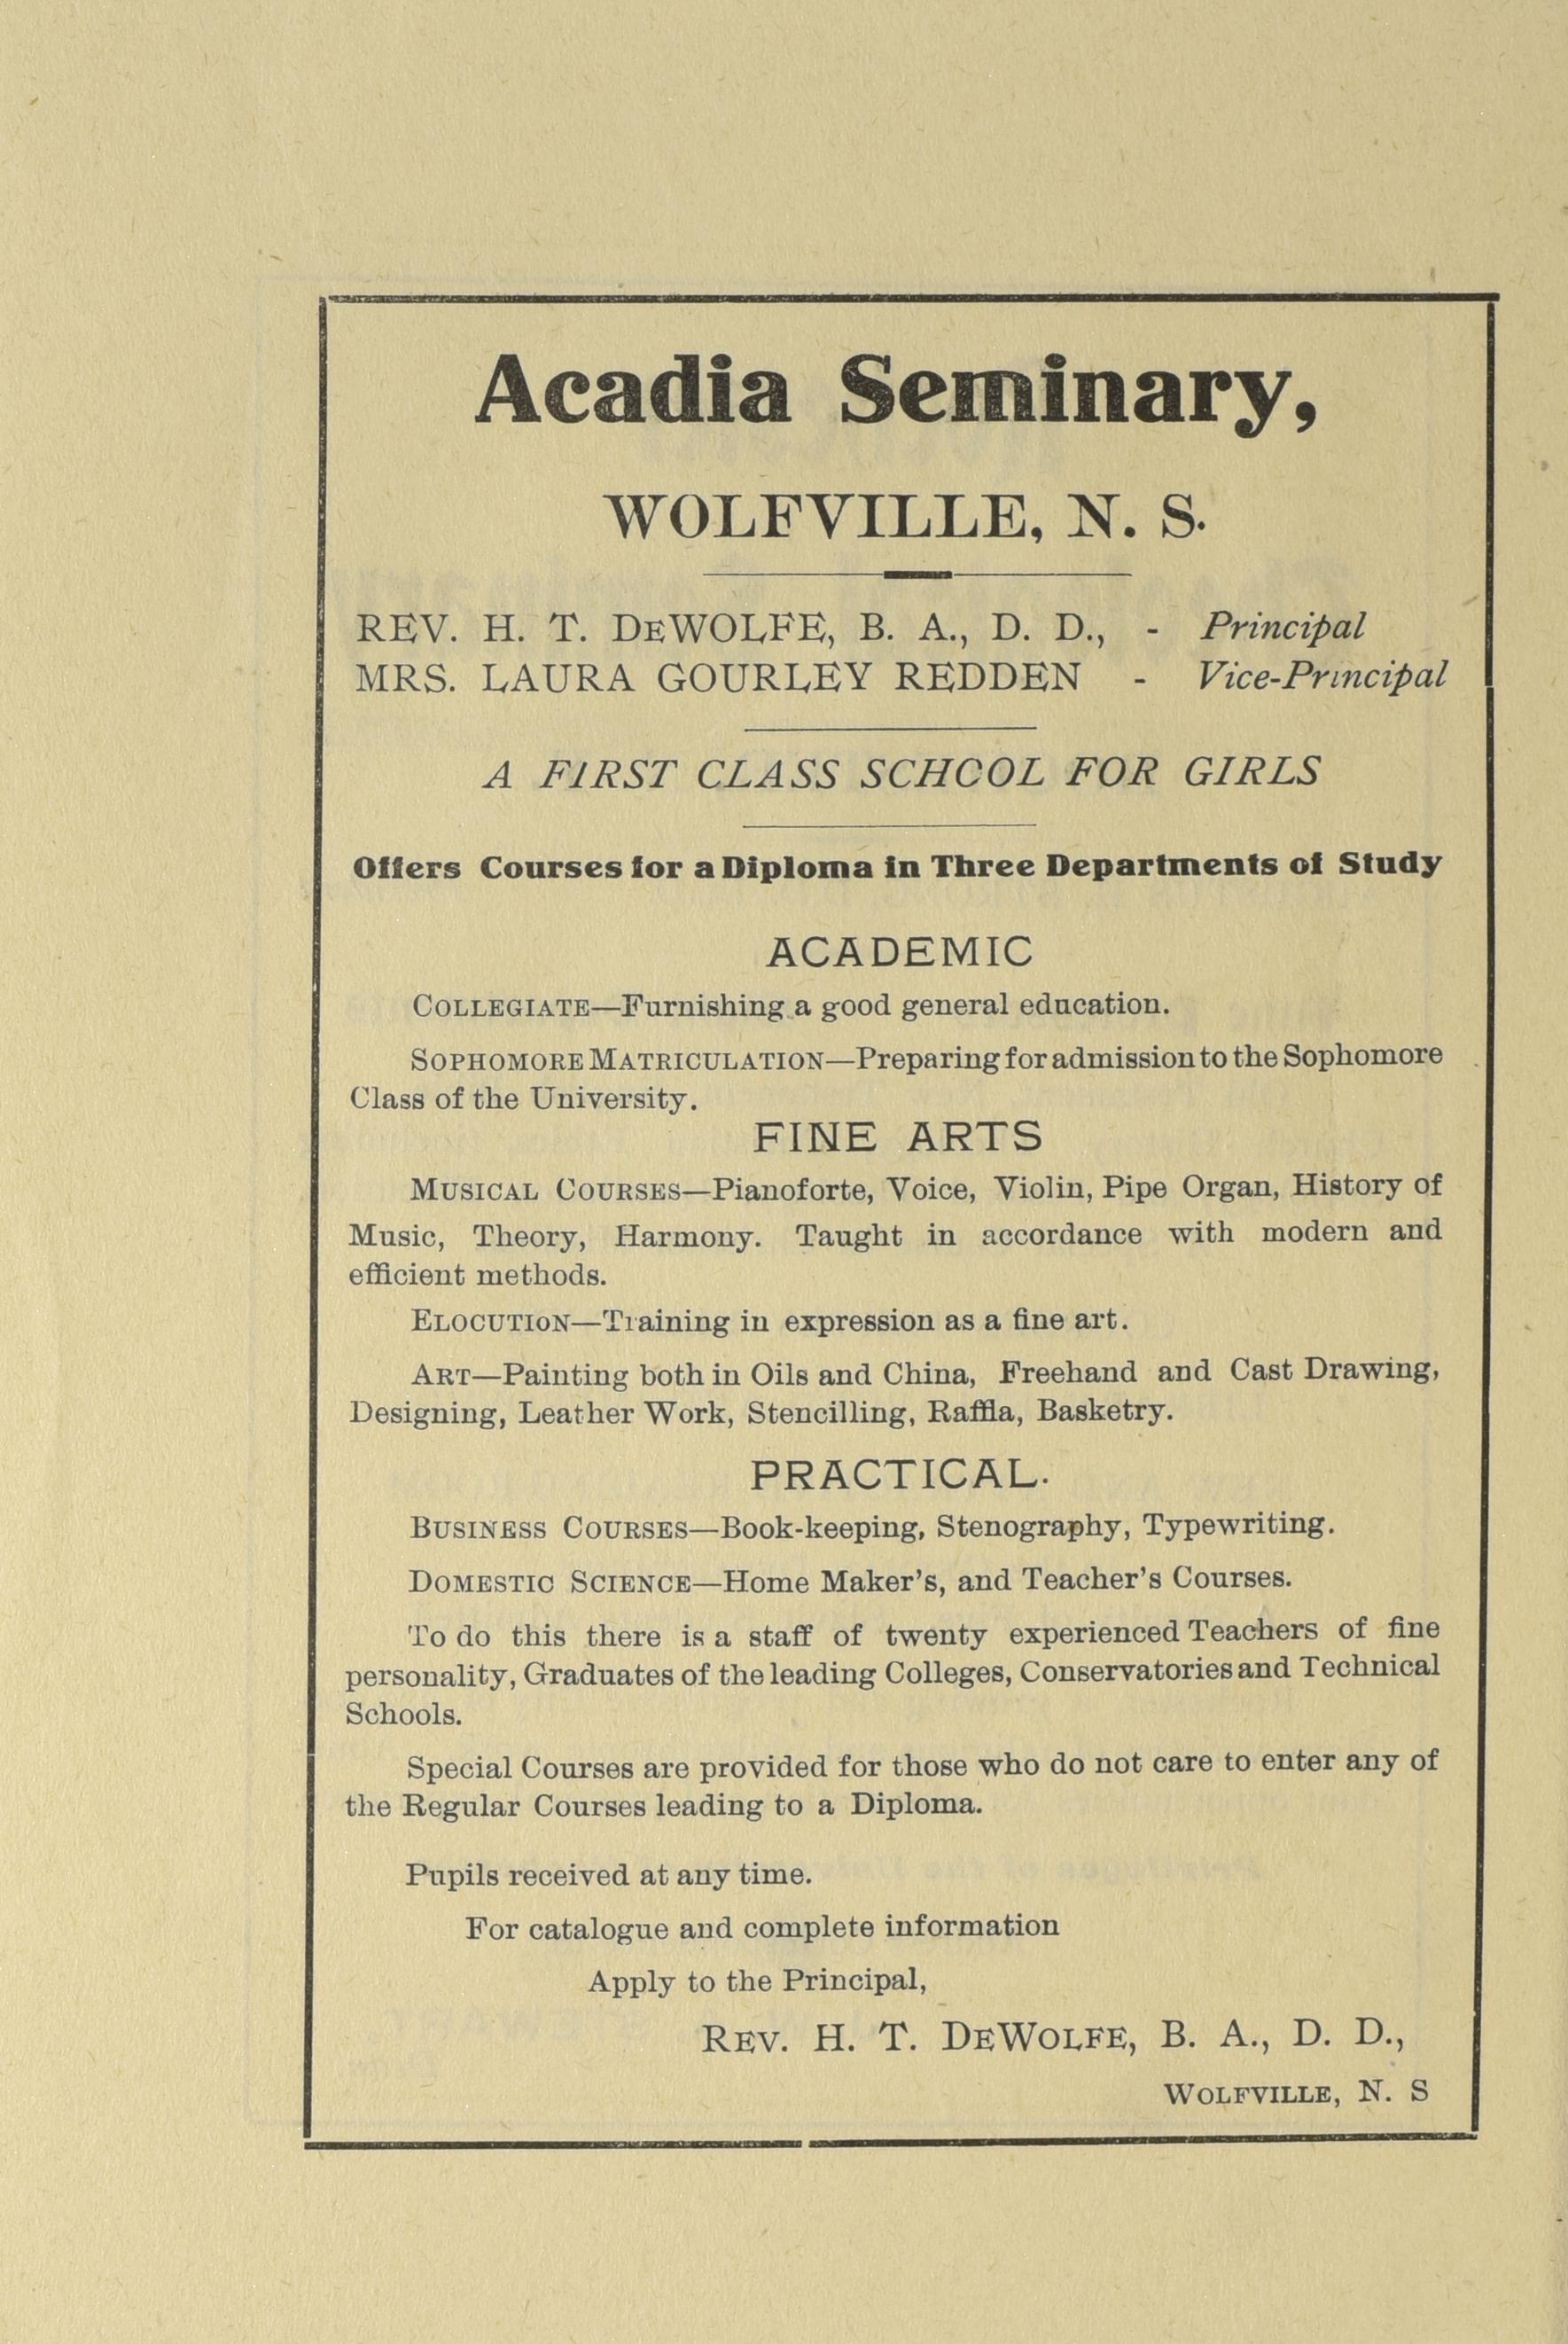 Acadia Seminary,
WOLFVILLE, N. S.
REV. H. T. DEWOLFE, B. A., D. D., - Principal
MRS. LAURA GOURLEY REDDEN - Vice-Principal
A FIRST CLASS SCHOOL FOR GIRLS
Offers Courses for a Diploma in Three Departments of Study
ACADEMIC
COLLEGIATE—Furnishing a good general education.
SOPHOMORE MATRICULATION—Preparing for admission to the Sophomore
Class of the University.
FINE ARTS
MUSICAL COURSES—Pianoforte, Voice, Violin, Pipe Organ, History of
Music, Theory, Harmony. Taught in accordance with modern and
efficient methods.
ELOCUTION—Training in expression as a fine art.
ART—Painting both in Oils and China, Freehand and Cast Drawing,
Designing, Leather Work, Stencilling, Raffla, Basketry.
PRACTICAL.
BUSINESS COURSES—Book-keeping, Stenography, Typewriting.
DOMESTIC SCIENCE—Home Maker's, and Teacher's Courses.
To do this there is a staff of twenty experienced Teachers of fine
personality, Graduates of the leading Colleges, Conservatories and Technical
Schools.
Special Courses are provided for those who do not care to enter any of
the Regular Courses leading to a Diploma.
Pupils received at any time.
For catalogue and complete information
Apply to the Principal,
REV. H. T. DEWOLFE, B. A., D. D.,
WOLFVILLE, N. S